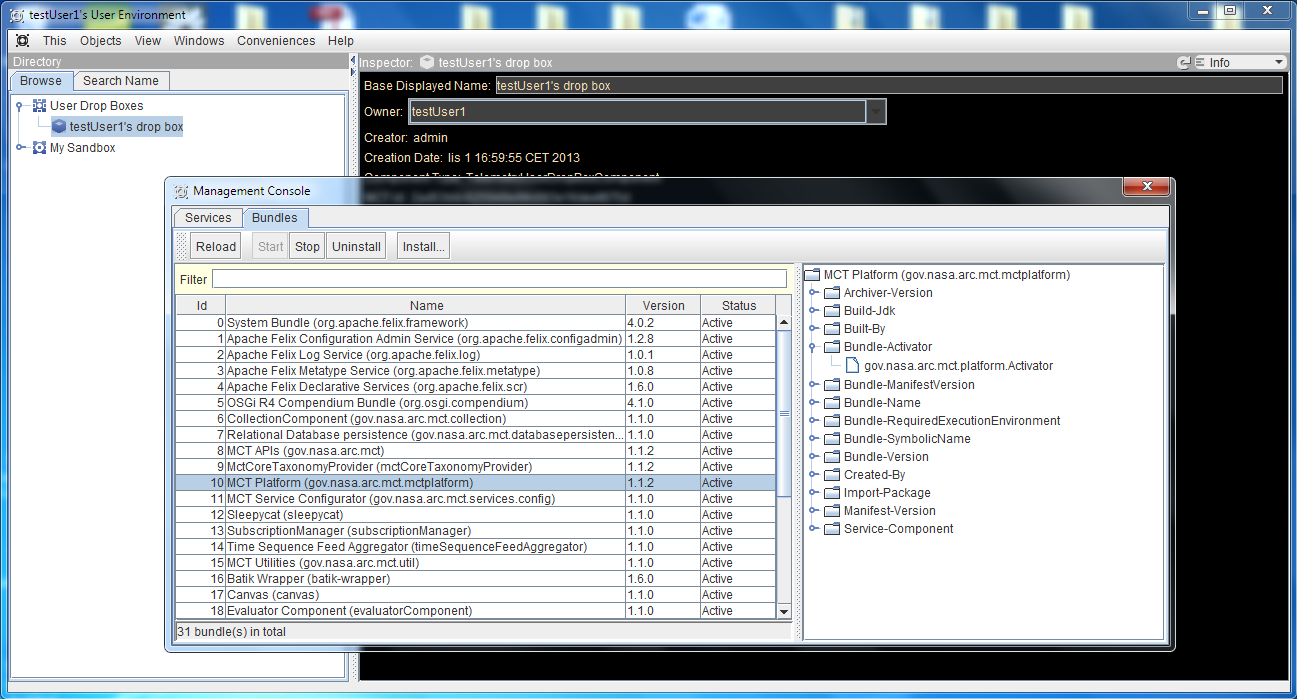 testUser1's User Environment
This Objects View Windows Conveniences Help
Directory
Browse Search Name
User Drop Boxes
testUser1's drop box
My Sandbox
Inspector: testUser1's drop box Info
Base Displayed Name: testUser1's drop box
Owner: testUser1
Creator: admin
Creation Date: lis 1 16:59:55 CET 2013
Component Type: TelemetryUserDropBoxComponent
Management Console
Services Bundles
Reload Start Stop Uninstall Install...
Filter
Id Name Version Status
0 System Bundle (org.apache.felix.framework) 4.0.2 Active
1 Apache Felix Configuration Admin Service (org.apache.felix.configadmin) 1.2.8 Active
2 Apache Felix Log Service (org.apache.felix.log) 1.0.1 Active
3 Apache Felix Metatype Service (org.apache.felix.metatype) 1.0.8 Active
4 Apache Felix Declarative Services (org.apache.felix.scr) 1.6.0 Active
5 OSGi R4 Compendium Bundle (org.osgi.compendium) 4.1.0 Active
6 CollectionComponent (gov.nasa.arc.mct.collection) 1.1.0 Active
7 Relational Database persistence (gov.nasa.arc.mct.databasepersisten... 1.1.0 Active
8 MCT APIs (gov.nasa.arc.mct) 1.1.2 Active
9 MctCoreTaxonomyProvider (mctCoreTaxonomyProvider) 1.1.2 Active
10 MCT Platform (gov.nasa.arc.mct.mctplatform) 1.1.2 Active
11 MCT Service Configurator (gov.nasa.arc.mct.services.config) 1.1.0 Active
12 Sleepycat (sleepycat) 1.1.0 Active
13 SubscriptionManager (subscriptionManager) 1.1.0 Active
14 Time Sequence Feed Aggregator (timeSequenceFeedAggregator) 1.1.0 Active
15 MCT Utilities (gov.nasa.arc.mct.util) 1.1.0 Active
16 Batik Wrapper (batik-wrapper) 1.6.0 Active
17 Canvas (canvas) 1.1.0 Active
18 Evaluator Component (evaluatorComponent) 1.1.0 Active
31 bundle(s) in total
MCT Platform (gov.nasa.arc.mct.mctplatform)
Archiver-Version
Build-Jdk
Built-By
Bundle-Activator
gov.nasa.arc.mct.platform.Activator
Bundle-ManifestVersion
Bundle-Name
Bundle-RequiredExecutionEnvironment
Bundle-SymbolicName
Bundle-Version
Created-By
Import-Package
Manifest-Version
Service-Component